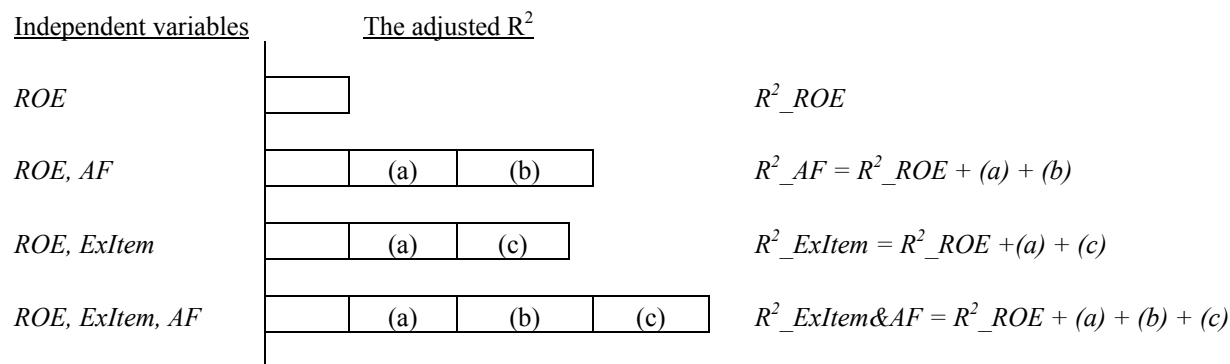 Independent variables The adjusted R²
ROE R²_ROE
ROE, AF (a) (b) R²_AF = R²_ROE + (a) + (b)
ROE, ExItem (a) (c) R²_ExItem = R²_ROE +(a) + (c)
ROE, ExItem, AF (a) (b) (c) R²_ExItem&AF = R²_ROE + (a) + (b) + (c)